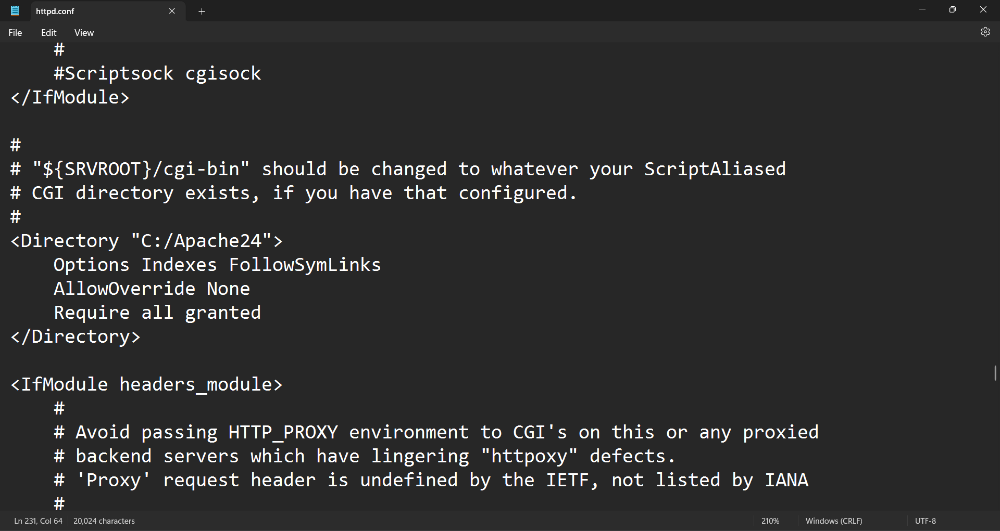 httpd.conf
File Edit View
#
#Scriptsock cgisock
</IfModule>
#
# "${SRVROOT}/cgi-bin" should be changed to whatever your ScriptAliased
# CGI directory exists, if you have that configured.
#
<Directory "C:/Apache24">
Options Indexes FollowSymLinks
AllowOverride None
Require all granted
</Directory>
<IfModule headers_module>
#
# Avoid passing HTTP_PROXY environment to CGI's on this or any proxied
# backend servers which have lingering "httpoxy" defects.
# 'Proxy' request header is undefined by the IETF, not listed by IANA
#
Ln 231, Col 64 20,024 characters 210% Windows (CRLF) UTF-8